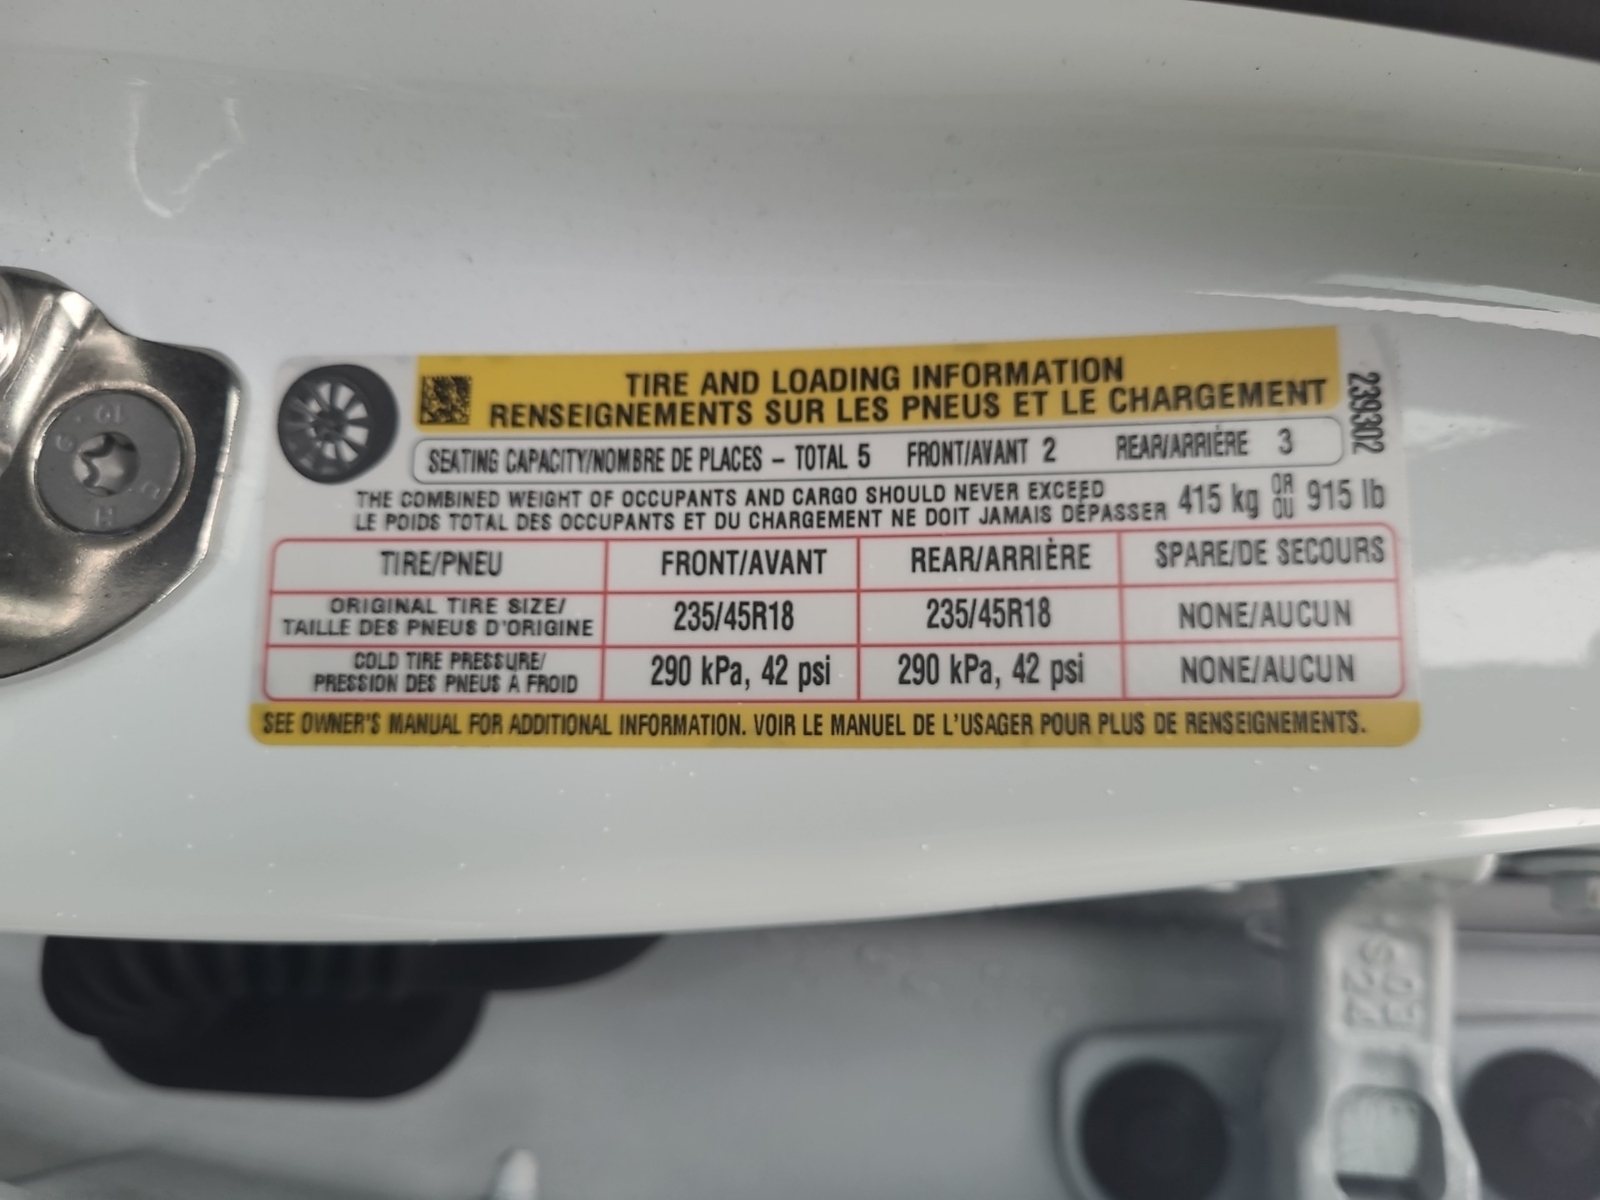 TIRE AND LOADING INFORMATION
RENSEIGNEMENTS SUR LES PNEUS ET LE CHARGEMENT
239302
SEATING CAPACITY/NOMBRE DE PLACES – TOTAL 5 FRONT/AVANT 2 REAR/ARRIÈRE 3
THE COMBINED WEIGHT OF OCCUPANTS AND CARGO SHOULD NEVER EXCEED
LE POIDS TOTAL DES OCCUPANTS ET DU CHARGEMENT NE DOIT JAMAIS DÉPASSER
415 kg OR OU 915 lb
TIRE/PNEU FRONT/AVANT REAR/ARRIÈRE SPARE/DE SECOURS
ORIGINAL TIRE SIZE/
TAILLE DES PNEUS D'ORIGINE
235/45R18 235/45R18 NONE/AUCUN
COLD TIRE PRESSURE/
PRESSION DES PNEUS À FROID
290 kPa, 42 psi 290 kPa, 42 psi NONE/AUCUN
SEE OWNER'S MANUAL FOR ADDITIONAL INFORMATION. VOIR LE MANUEL DE L'USAGER POUR PLUS DE RENSEIGNEMENTS.